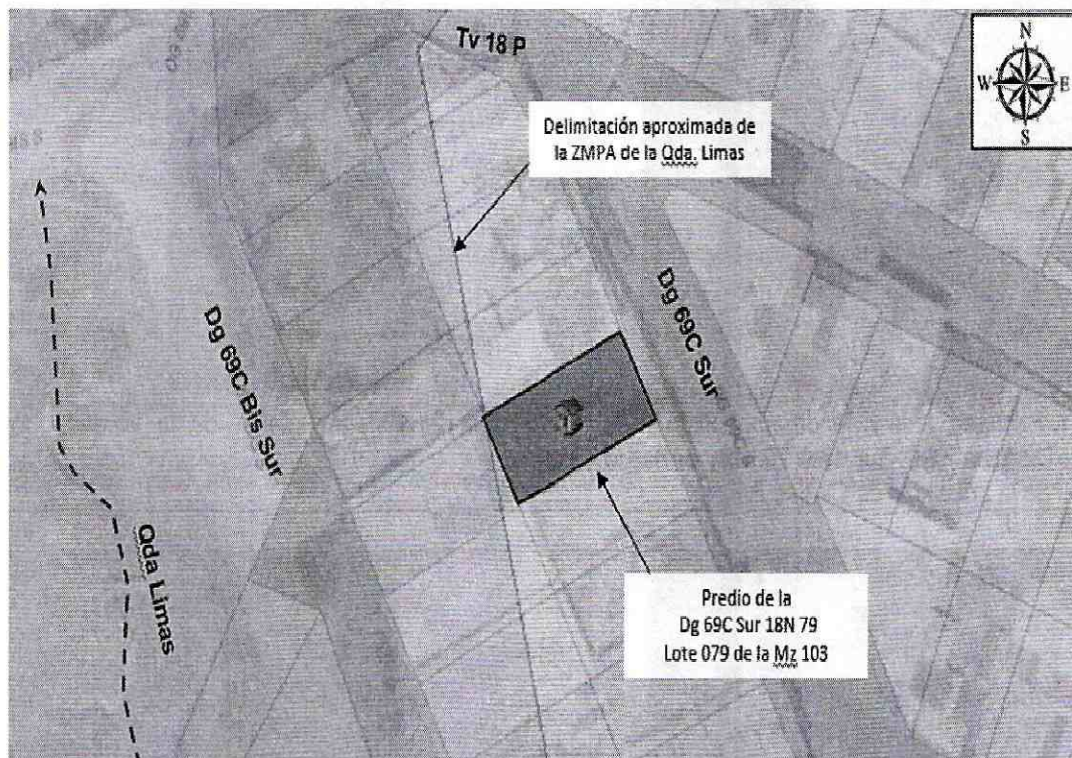 Tv 18 P
N
W E
S
Delimitación aproximada de
la ZMPA de la Qda. Limas
Dg 69C Bis Sur
Dg 69C Sur
Qda Limas
Predio de la
Dg 69C Sur 18N 79
Lote 079 de la Mz 103